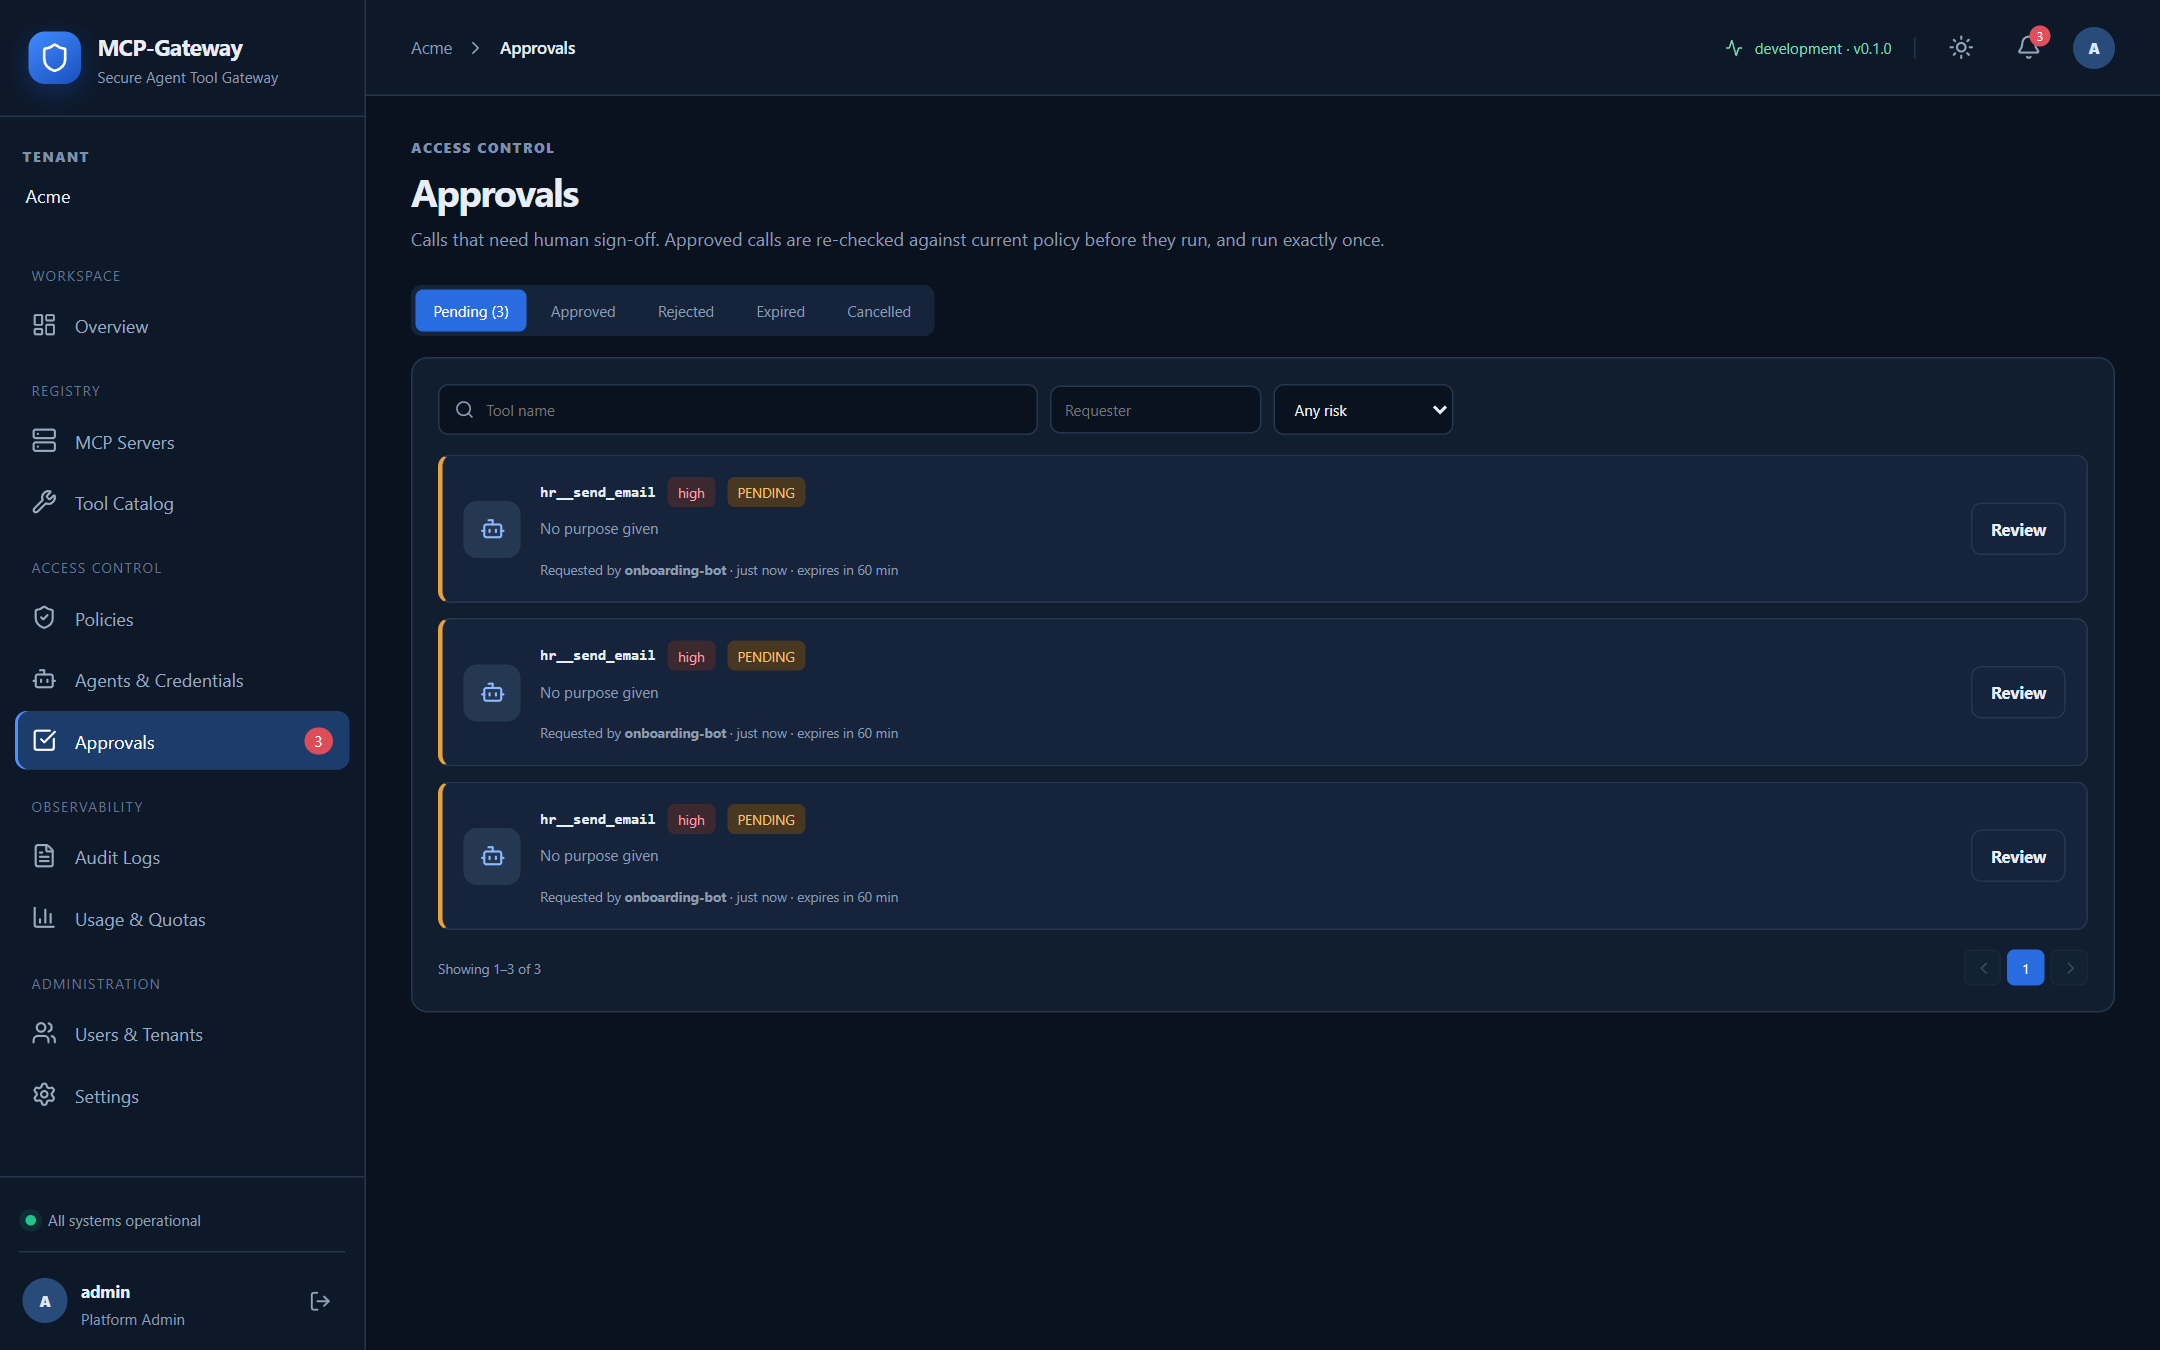 MCP-Gateway
Secure Agent Tool Gateway
TENANT
Acme
WORKSPACE
Overview
REGISTRY
MCP Servers
Tool Catalog
ACCESS CONTROL
Policies
Agents & Credentials
Approvals 3
OBSERVABILITY
Audit Logs
Usage & Quotas
ADMINISTRATION
Users & Tenants
Settings
All systems operational
A admin
Platform Admin
Acme > Approvals
development · v0.1.0
3
A
ACCESS CONTROL
Approvals
Calls that need human sign-off. Approved calls are re-checked against current policy before they run, and run exactly once.
Pending (3) Approved Rejected Expired Cancelled
Tool name Requester Any risk
hr__send_email high PENDING
No purpose given
Requested by onboarding-bot · just now · expires in 60 min
Review
hr__send_email high PENDING
No purpose given
Requested by onboarding-bot · just now · expires in 60 min
Review
hr__send_email high PENDING
No purpose given
Requested by onboarding-bot · just now · expires in 60 min
Review
Showing 1–3 of 3
1